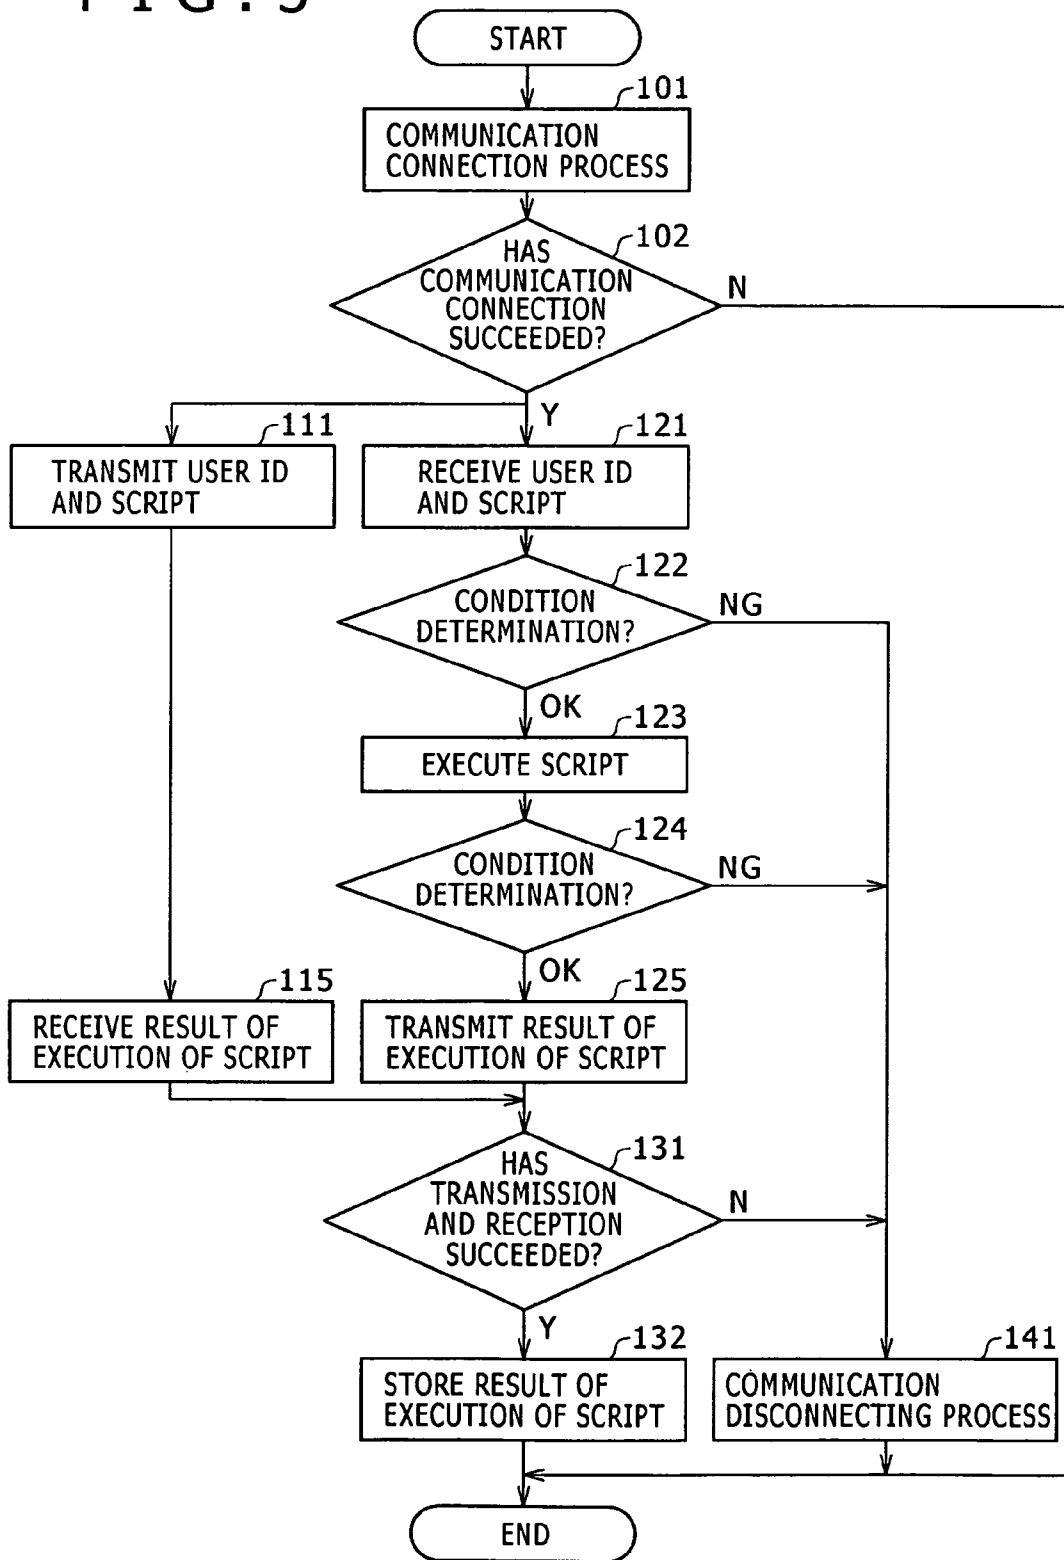 FIG. 5
START
101
COMMUNICATION
CONNECTION PROCESS
102
HAS
COMMUNICATION
CONNECTION
SUCCEEDED?
N
Y
111
TRANSMIT USER ID
AND SCRIPT
121
RECEIVE USER ID
AND SCRIPT
122
CONDITION
DETERMINATION?
NG
OK
123
EXECUTE SCRIPT
124
CONDITION
DETERMINATION?
NG
OK
115
RECEIVE RESULT OF
EXECUTION OF SCRIPT
125
TRANSMIT RESULT OF
EXECUTION OF SCRIPT
131
HAS
TRANSMISSION
AND RECEPTION
SUCCEEDED?
N
Y
132
STORE RESULT OF
EXECUTION OF SCRIPT
141
COMMUNICATION
DISCONNECTING PROCESS
END